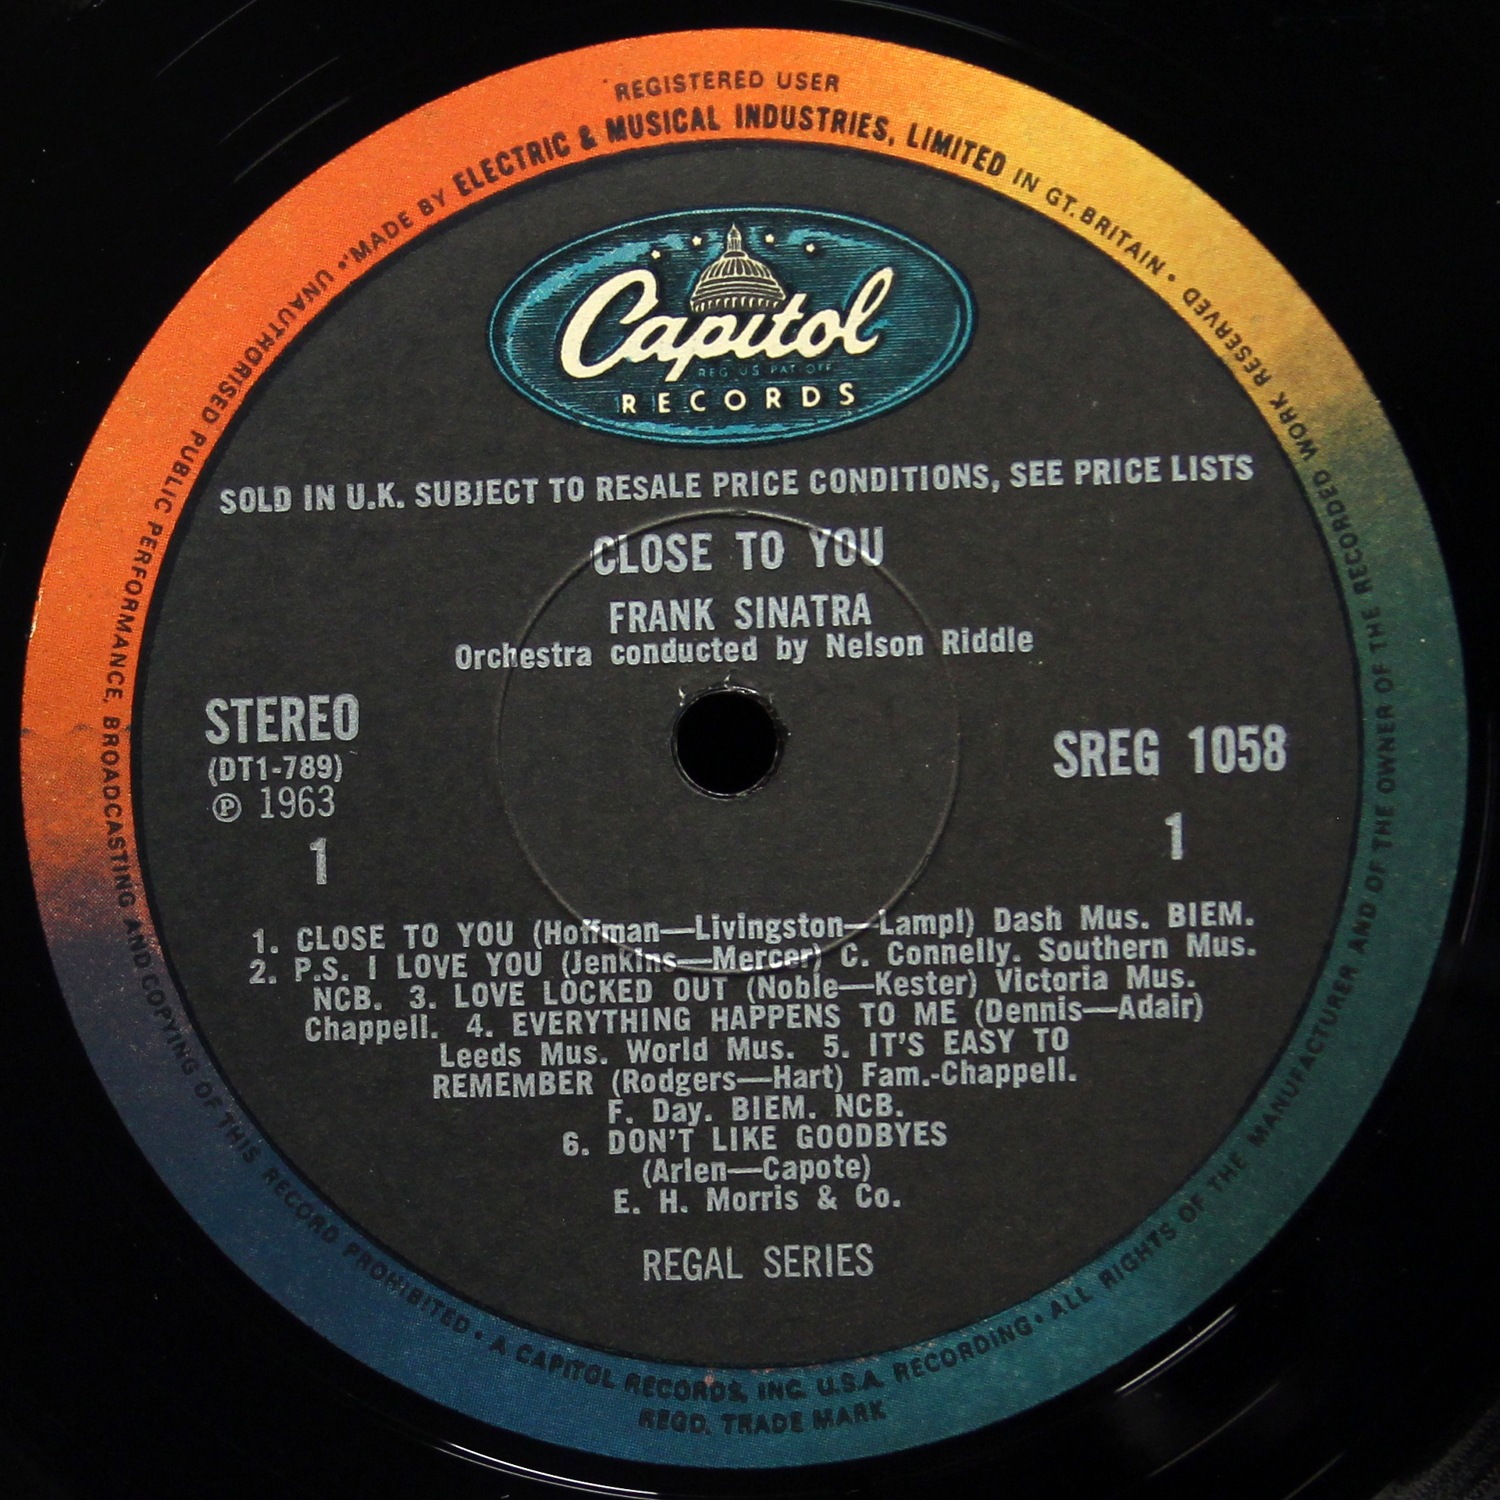 REGISTERED USER
MADE BY ELECTRIC & MUSICAL INDUSTRIES, LIMITED IN GT. BRITAIN •
Capitol
REG US PAT OFF
RECORDS
SOLD IN U.K. SUBJECT TO RESALE PRICE CONDITIONS, SEE PRICE LISTS
CLOSE TO YOU
FRANK SINATRA
Orchestra conducted by Nelson Riddle
STEREO
(DT1-789)
℗ 1963
1
SREG 1058
1
1. CLOSE TO YOU (Hoffman—Livingston—Lampl) Dash Mus. BIEM.
2. P.S. I LOVE YOU (Jenkins—Mercer) C. Connelly. Southern Mus.
NCB. 3. LOVE LOCKED OUT (Noble—Kester) Victoria Mus.
Chappell. 4. EVERYTHING HAPPENS TO ME (Dennis—Adair)
Leeds Mus. World Mus. 5. IT'S EASY TO
REMEMBER (Rodgers—Hart) Fam.-Chappell.
F. Day. BIEM. NCB.
6. DON'T LIKE GOODBYES
(Arlen—Capote)
E. H. Morris & Co.
REGAL SERIES
ALL RIGHTS OF THE MANUFACTURER AND OF THE OWNER OF THE RECORDED WORK RESERVED
UNAUTHORISED PUBLIC PERFORMANCE, BROADCASTING AND COPYING OF THIS RECORD PROHIBITED • A CAPITOL RECORDS, INC. U.S.A. RECORDING •
REGD. TRADE MARK